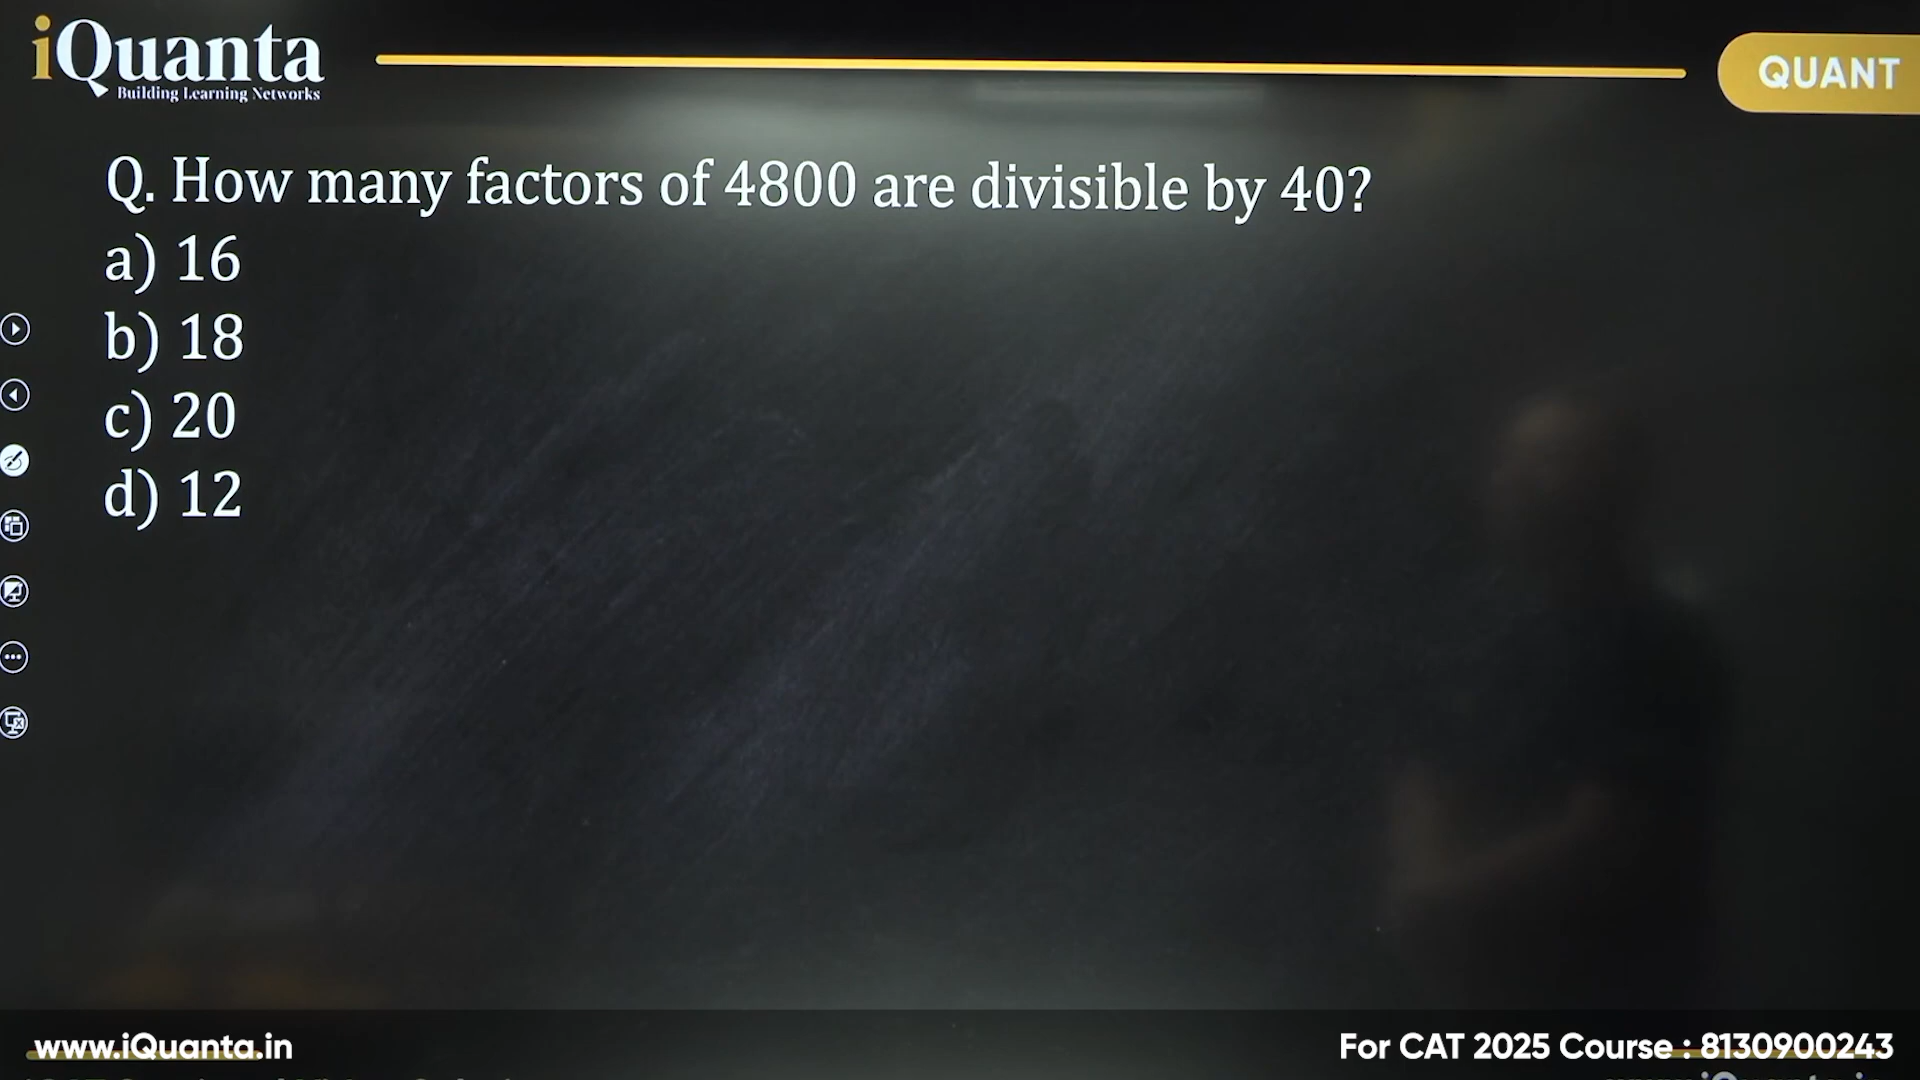 iQuanta
Building Learning Networks
QUANT
Q. How many factors of 4800 are divisible by 40?
a) 16
b) 18
c) 20
d) 12
www.iQuanta.in
For CAT 2025 Course : 8130900243